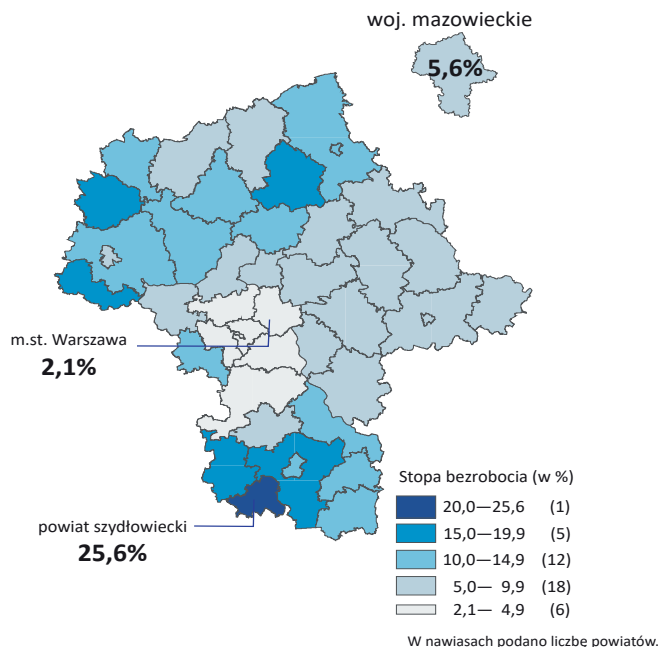 woj. mazowieckie
5,6%
m.st. Warszawa
2,1%
powiat szydłowiecki
25,6%
Stopa bezrobocia (w %)
20,0—25,6 (1)
15,0—19,9 (5)
10,0—14,9 (12)
5,0— 9,9 (18)
2,1— 4,9 (6)
W nawiasach podano liczbę powiatów.